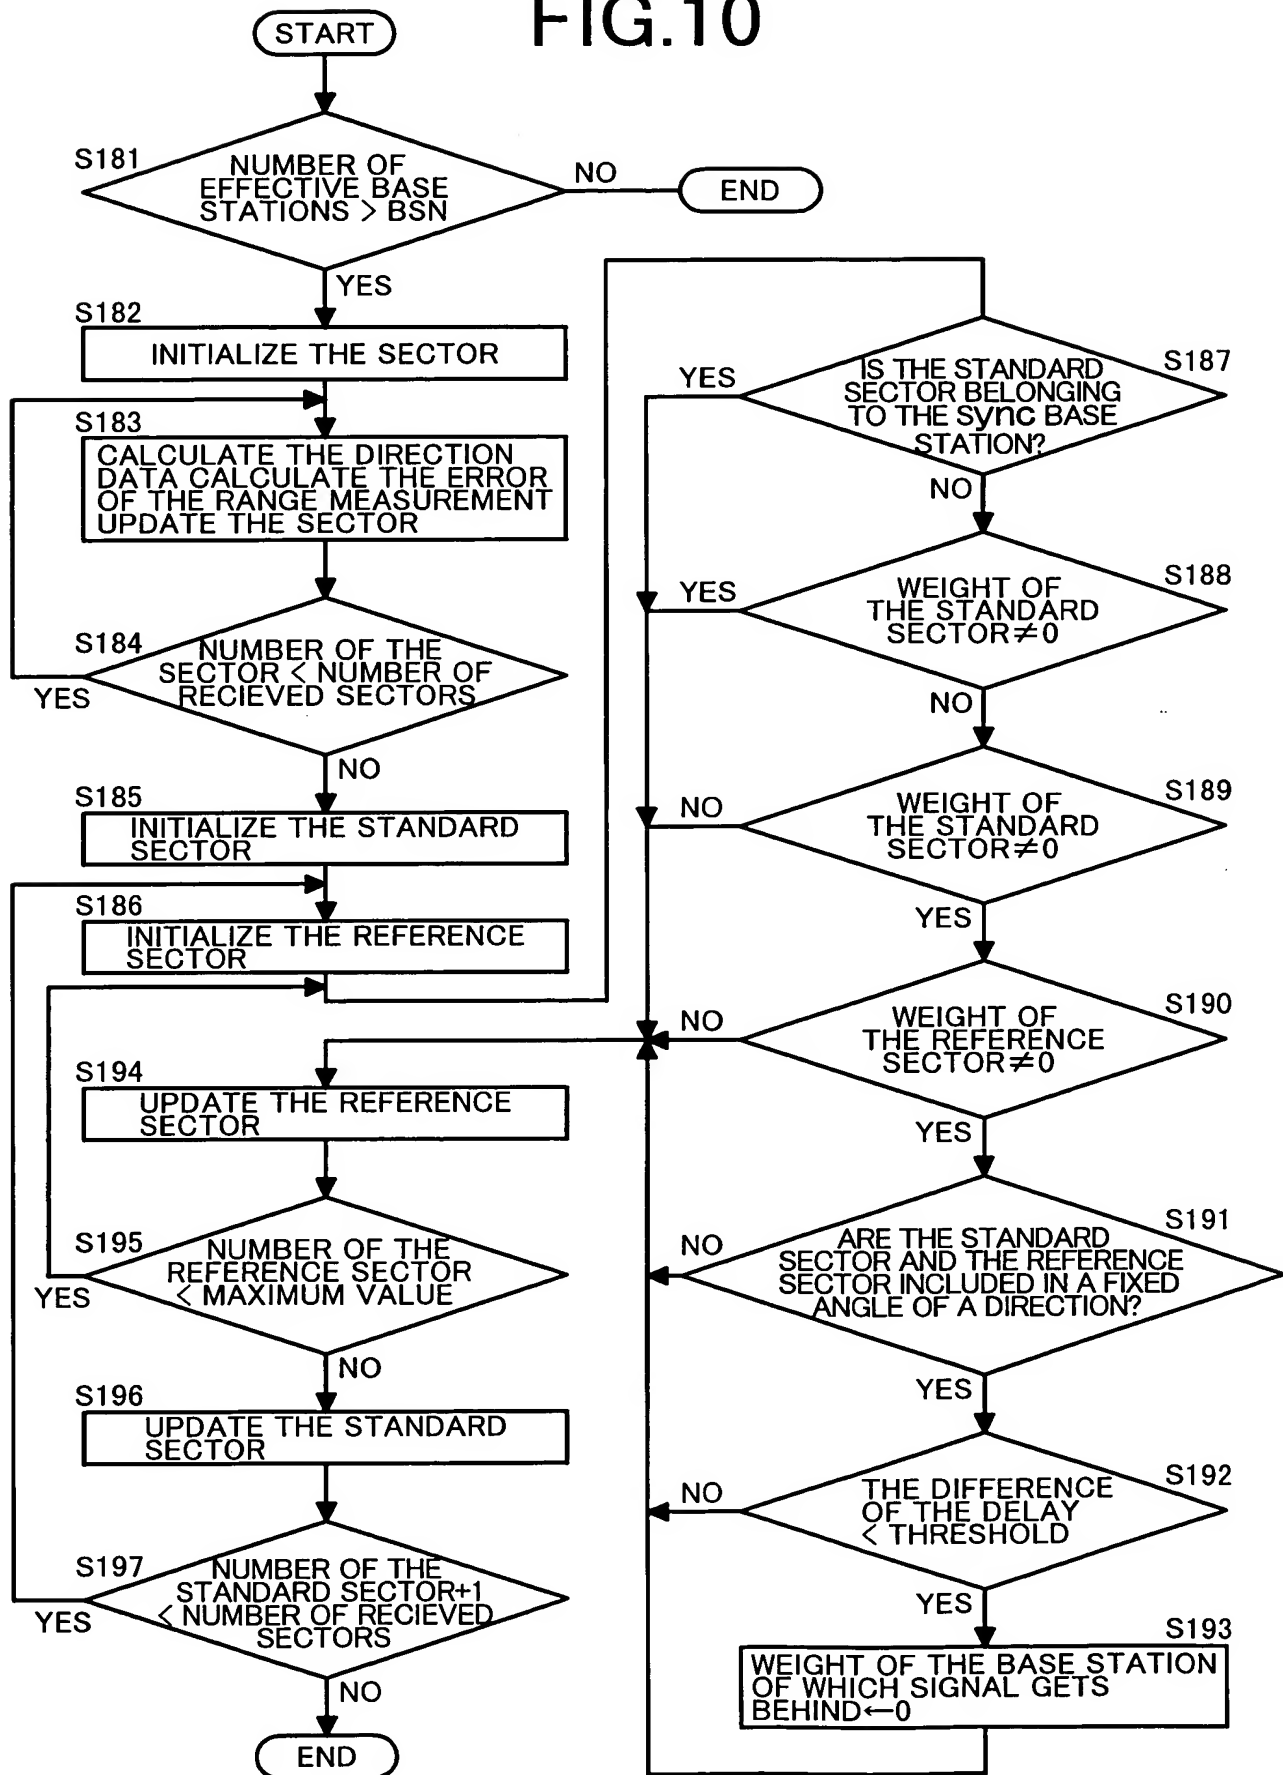 FIG.10
START
S181
NUMBER OF
EFFECTIVE BASE
STATIONS > BSN
NO
END
YES
S182
INITIALIZE THE SECTOR
S183
CALCULATE THE DIRECTION
DATA CALCULATE THE ERROR
OF THE RANGE MEASUREMENT
UPDATE THE SECTOR
S184
NUMBER OF THE
SECTOR < NUMBER OF
RECIEVED SECTORS
YES
NO
S185
INITIALIZE THE STANDARD
SECTOR
S186
INITIALIZE THE REFERENCE
SECTOR
S194
UPDATE THE REFERENCE
SECTOR
S195
NUMBER OF THE
REFERENCE SECTOR
< MAXIMUM VALUE
YES
NO
S196
UPDATE THE STANDARD
SECTOR
S197
NUMBER OF THE
STANDARD SECTOR+1
< NUMBER OF RECIEVED
SECTORS
YES
NO
END
S187
IS THE STANDARD
SECTOR BELONGING
TO THE sync BASE
STATION?
YES
NO
S188
WEIGHT OF
THE STANDARD
SECTOR≠0
YES
NO
S189
WEIGHT OF
THE STANDARD
SECTOR≠0
NO
YES
S190
WEIGHT OF
THE REFERENCE
SECTOR≠0
NO
YES
S191
ARE THE STANDARD
SECTOR AND THE REFERENCE
SECTOR INCLUDED IN A FIXED
ANGLE OF A DIRECTION?
NO
YES
S192
THE DIFFERENCE
OF THE DELAY
< THRESHOLD
NO
YES
S193
WEIGHT OF THE BASE STATION
OF WHICH SIGNAL GETS
BEHIND←0